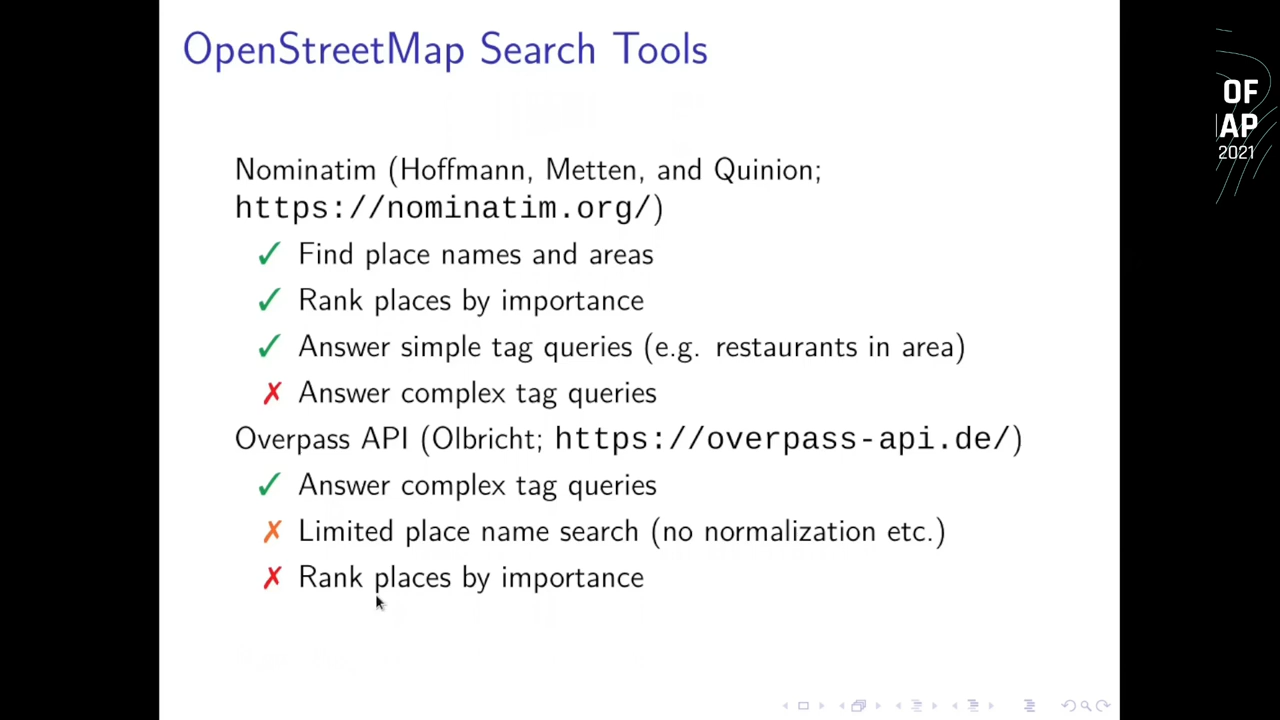 OpenStreetMap Search Tools
Nominatim (Hoffmann, Metten, and Quinion;
https://nominatim.org/)
✓ Find place names and areas
✓ Rank places by importance
✓ Answer simple tag queries (e.g. restaurants in area)
✗ Answer complex tag queries
Overpass API (Olbricht; https://overpass-api.de/)
✓ Answer complex tag queries
✗ Limited place name search (no normalization etc.)
✗ Rank places by importance
OF
AP
2021